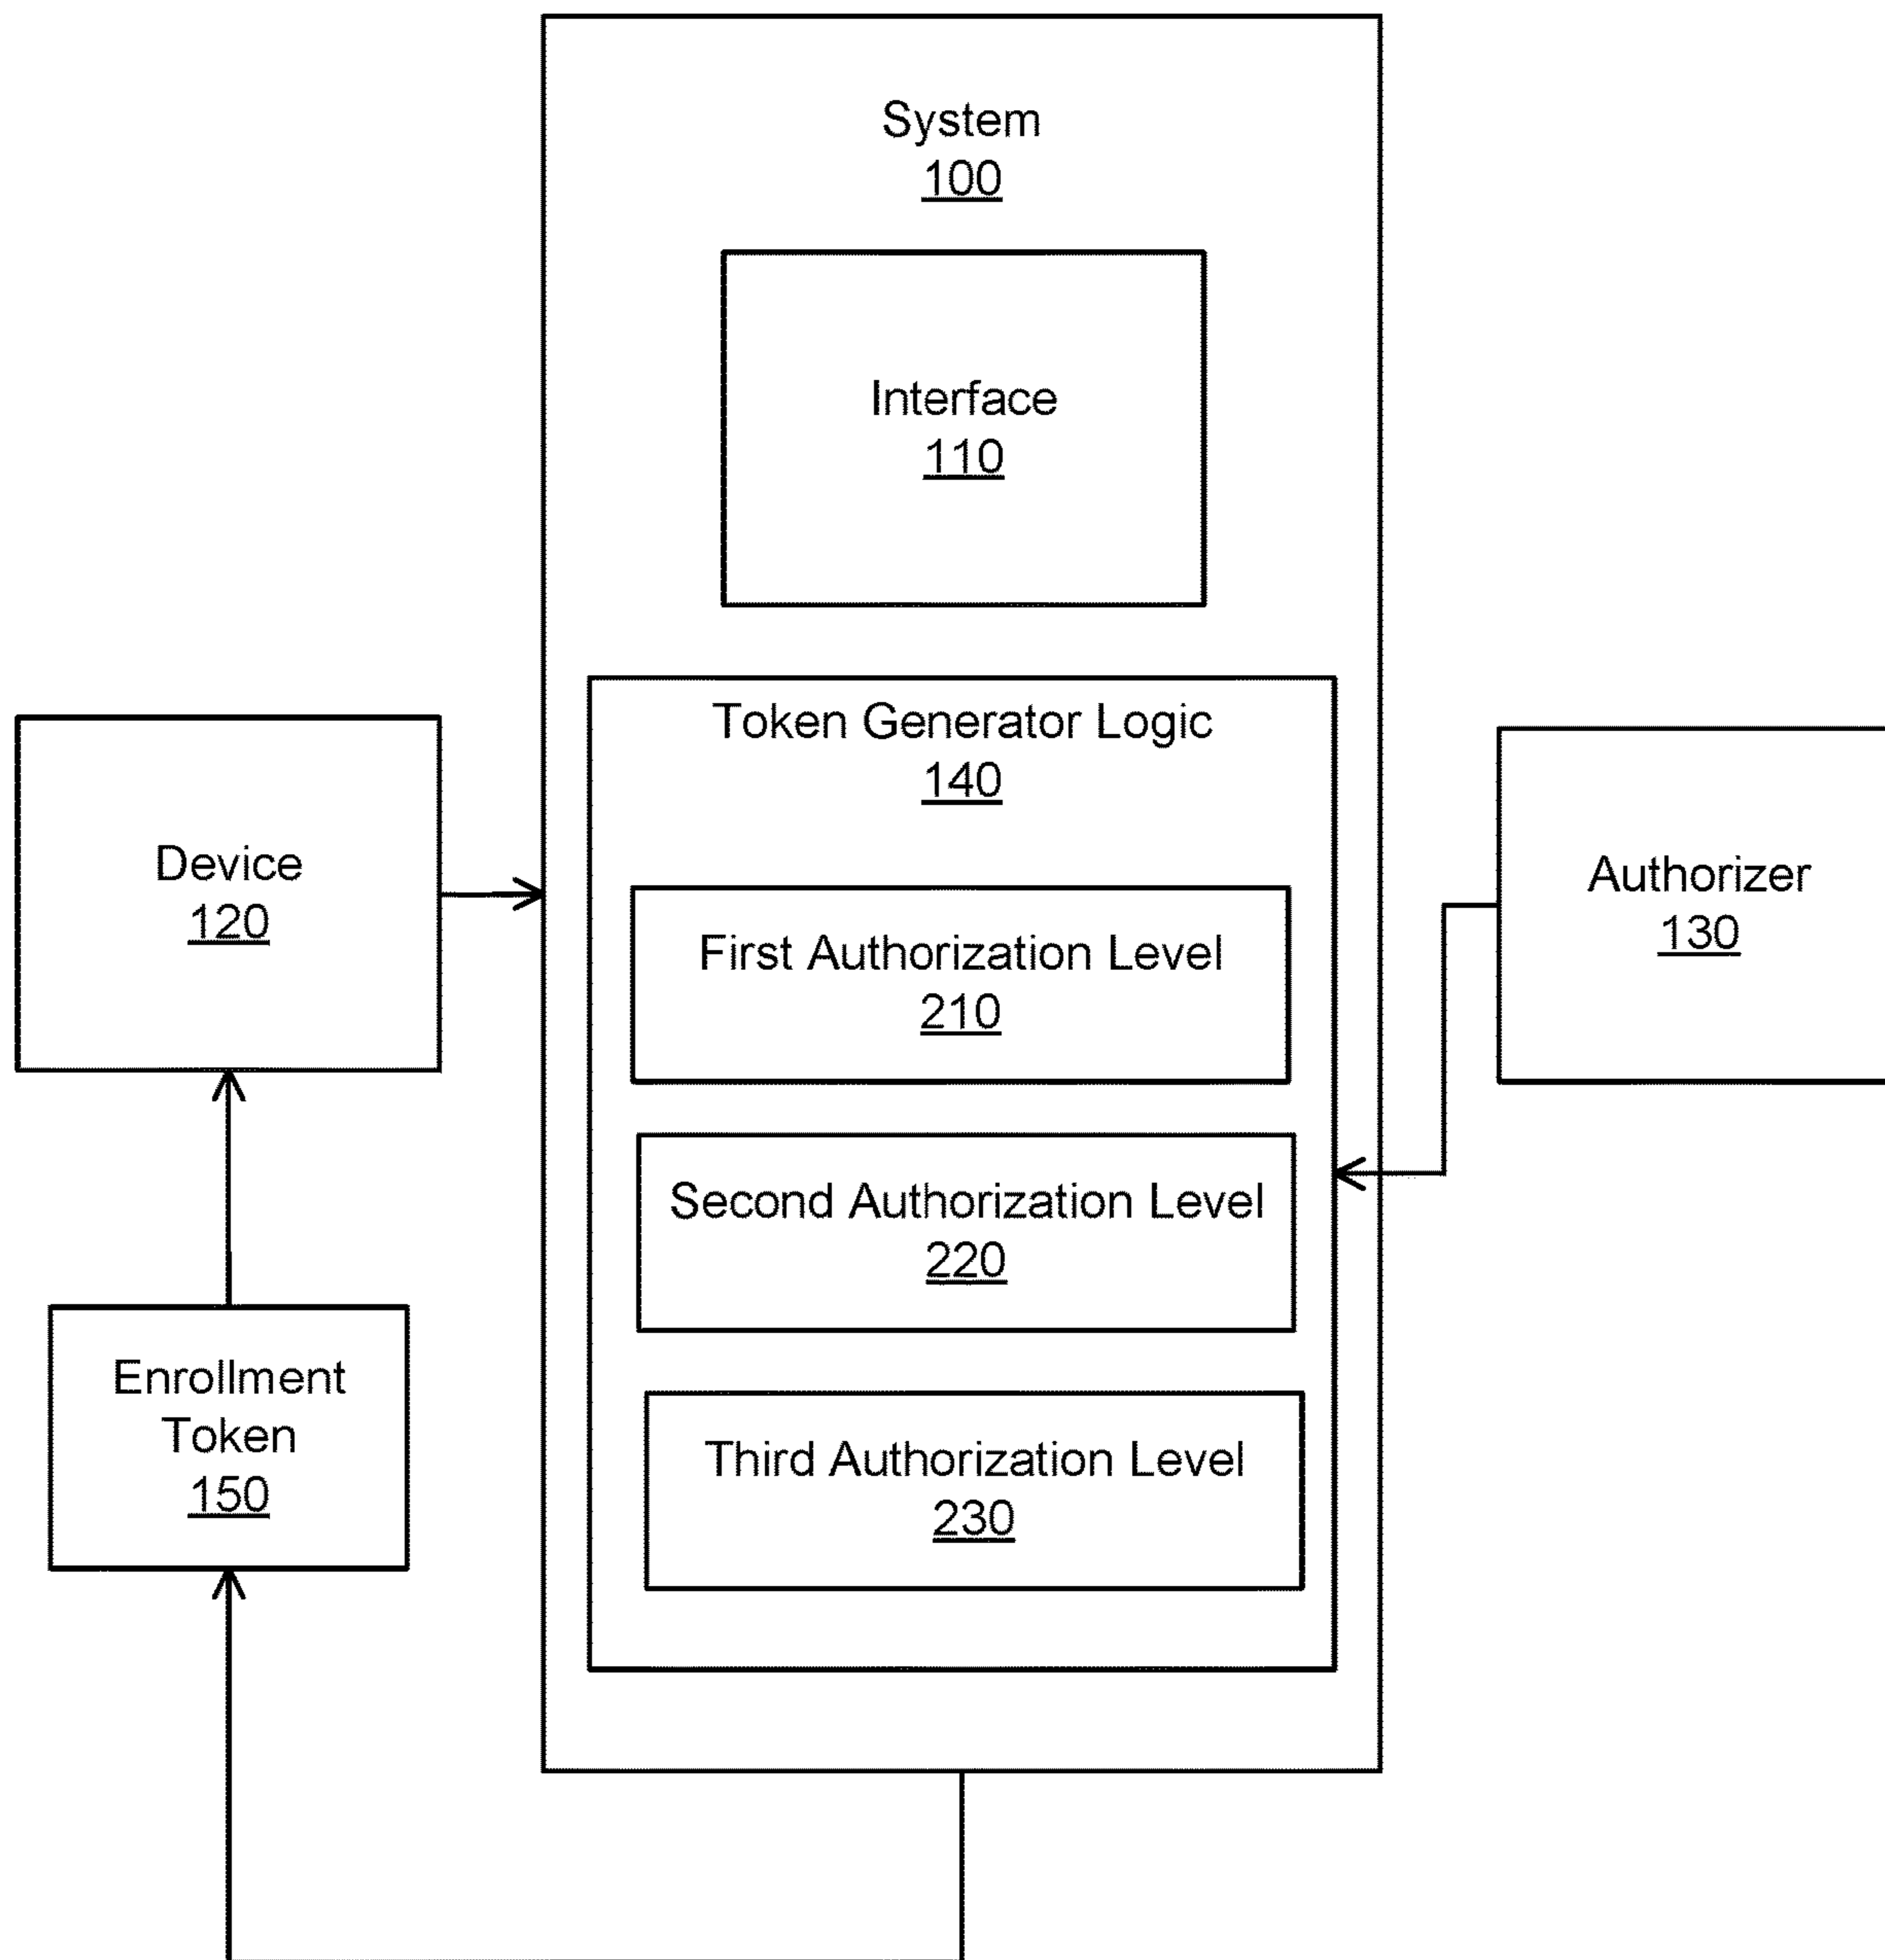 System
100
Interface
110
Token Generator Logic
140
Device
120
First Authorization Level
210
Authorizer
130
Second Authorization Level
220
Enrollment
Token
150
Third Authorization Level
230